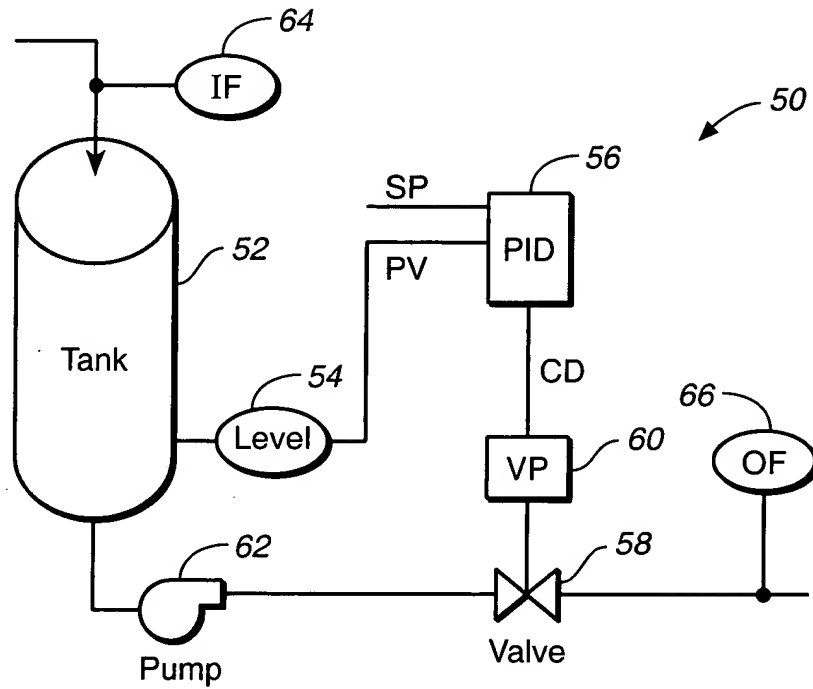 64
IF
50
56
SP
PID
PV
52
Tank
CD
54
Level
66
60
VP
OF
62
58
Valve
Pump